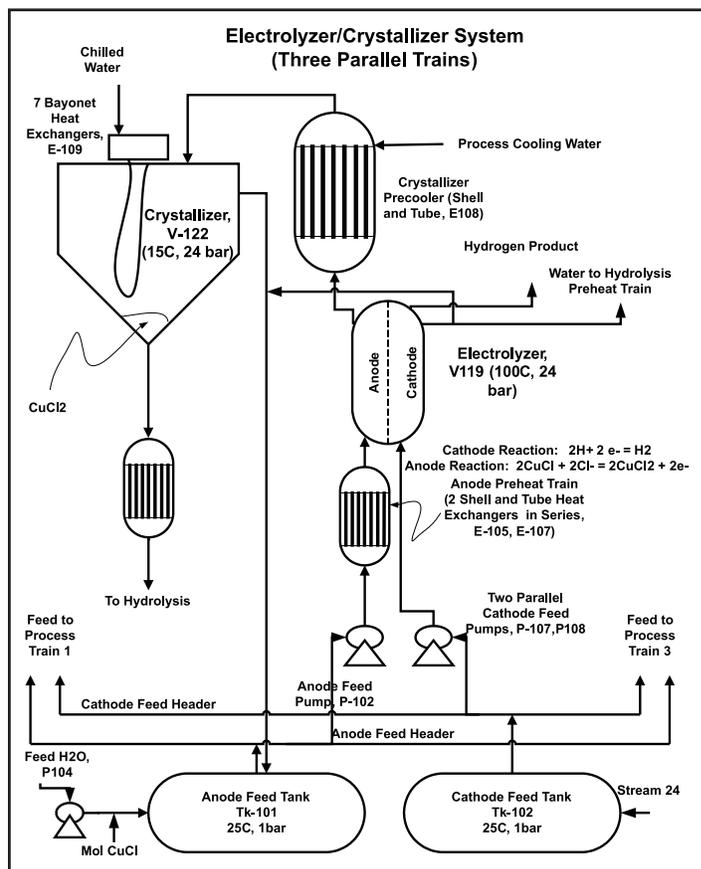 Electrolyzer/Crystallizer System
(Three Parallel Trains)
Chilled
Water
7 Bayonet
Heat
Exchangers,
E-109
Process Cooling Water
Crystallizer
Precooler (Shell
and Tube, E108)
Crystallizer,
V-122
(15C, 24 bar)
Hydrogen Product
Water to Hydrolysis
Preheat Train
Anode
Cathode
Electrolyzer,
V119 (100C, 24
bar)
CuCl2
Cathode Reaction: 2H+ 2 e- = H2
Anode Reaction: 2CuCl + 2Cl- = 2CuCl2 + 2e-
Anode Preheat Train
(2 Shell and Tube Heat
Exchangers in Series,
E-105, E-107)
To Hydrolysis
Two Parallel
Cathode Feed
Pumps, P-107,P108
Feed to
Process
Train 1
Feed to
Process
Train 3
Anode Feed
Pump, P-102
Cathode Feed Header
Anode Feed Header
Feed H2O,
P104
Anode Feed Tank
Tk-101
25C, 1bar
Cathode Feed Tank
Tk-102
25C, 1bar
Stream 24
Mol CuCl